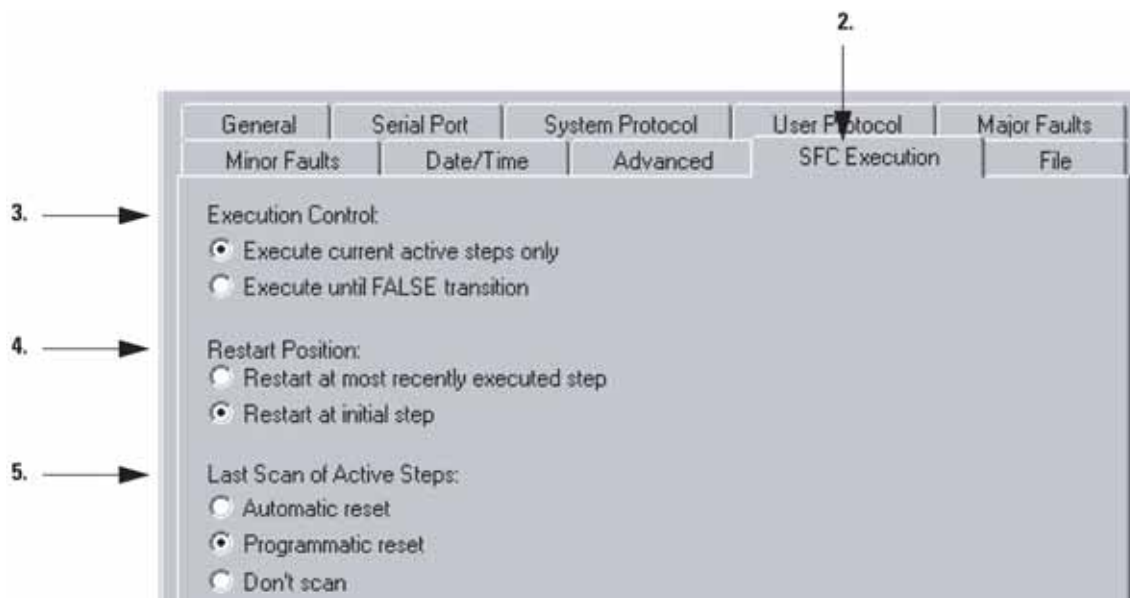 2.
General Serial Port System Protocol User Protocol Major Faults
Minor Faults Date/Time Advanced SFC Execution File
3. Execution Control:
Execute current active steps only
Execute until FALSE transition
4. Restart Position:
Restart at most recently executed step
Restart at initial step
5. Last Scan of Active Steps:
Automatic reset
Programmatic reset
Don't scan